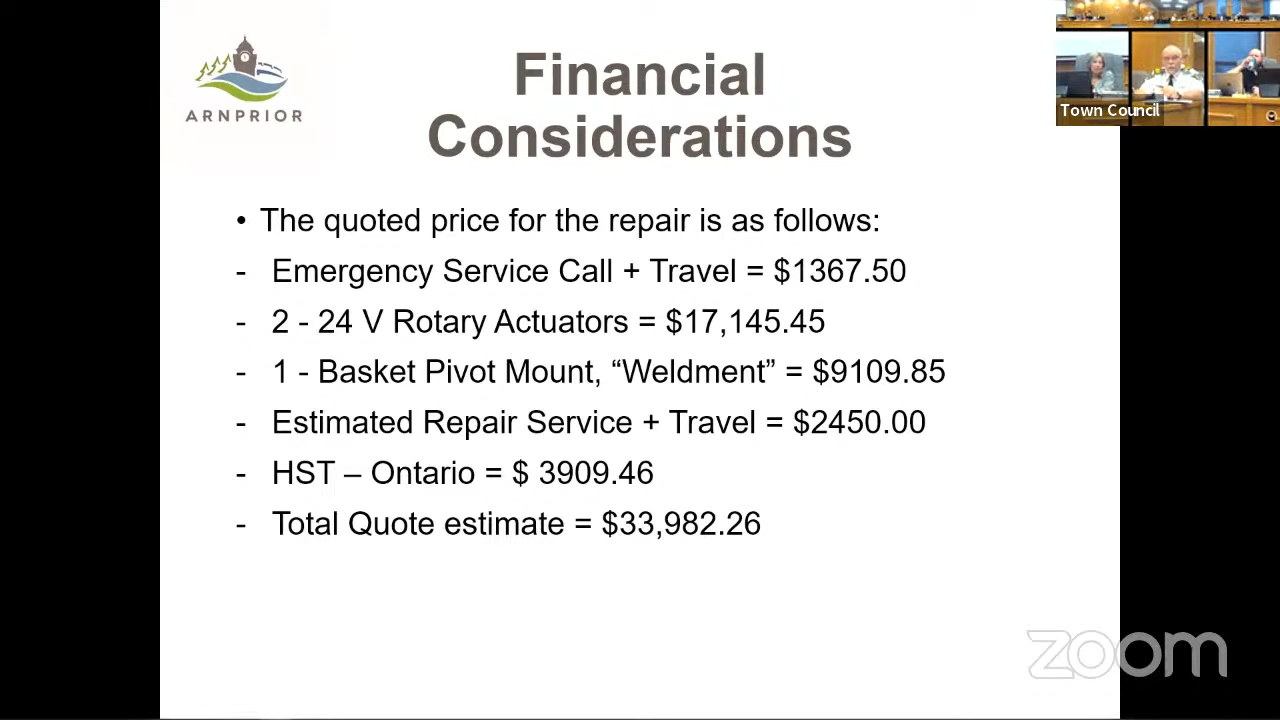 ARNPRIOR
Financial
Considerations
Town Council
• The quoted price for the repair is as follows:
- Emergency Service Call + Travel = $1367.50
- 2 - 24 V Rotary Actuators = $17,145.45
- 1 - Basket Pivot Mount, “Weldment” = $9109.85
- Estimated Repair Service + Travel = $2450.00
- HST – Ontario = $ 3909.46
- Total Quote estimate = $33,982.26
zoom